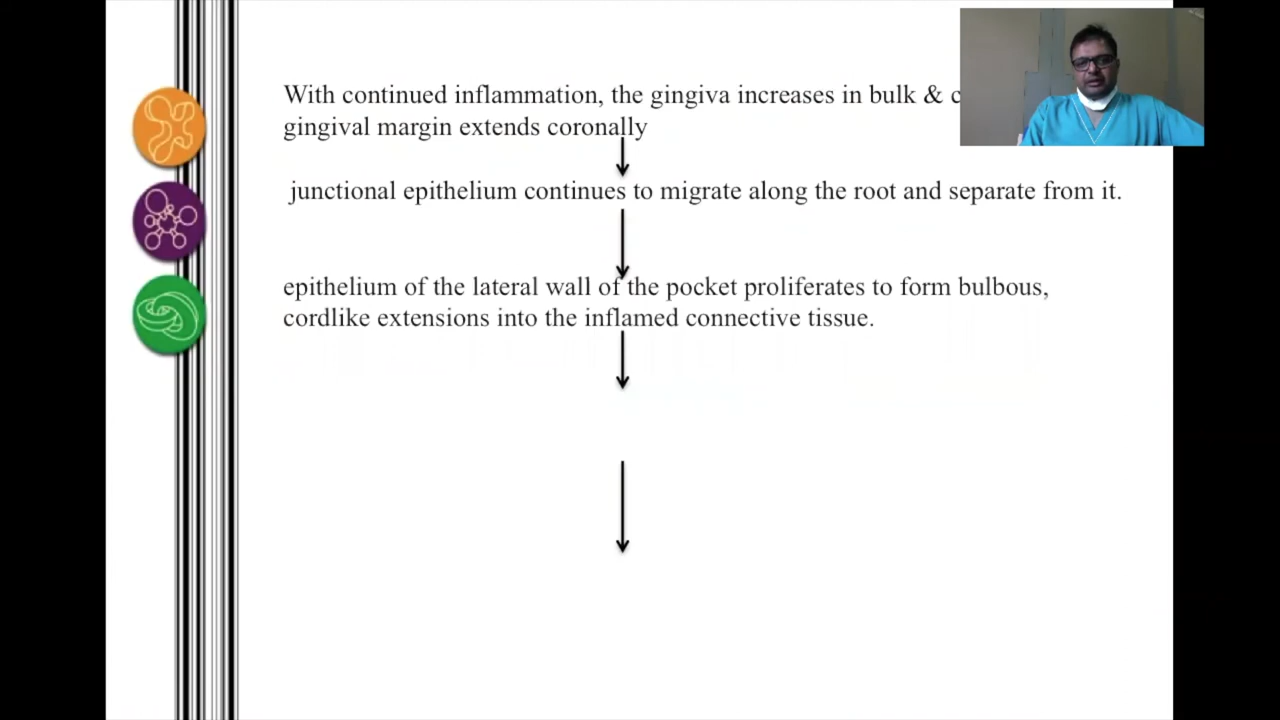 With continued inflammation, the gingiva increases in bulk &
gingival margin extends coronally
junctional epithelium continues to migrate along the root and separate from it.
epithelium of the lateral wall of the pocket proliferates to form bulbous,
cordlike extensions into the inflamed connective tissue.